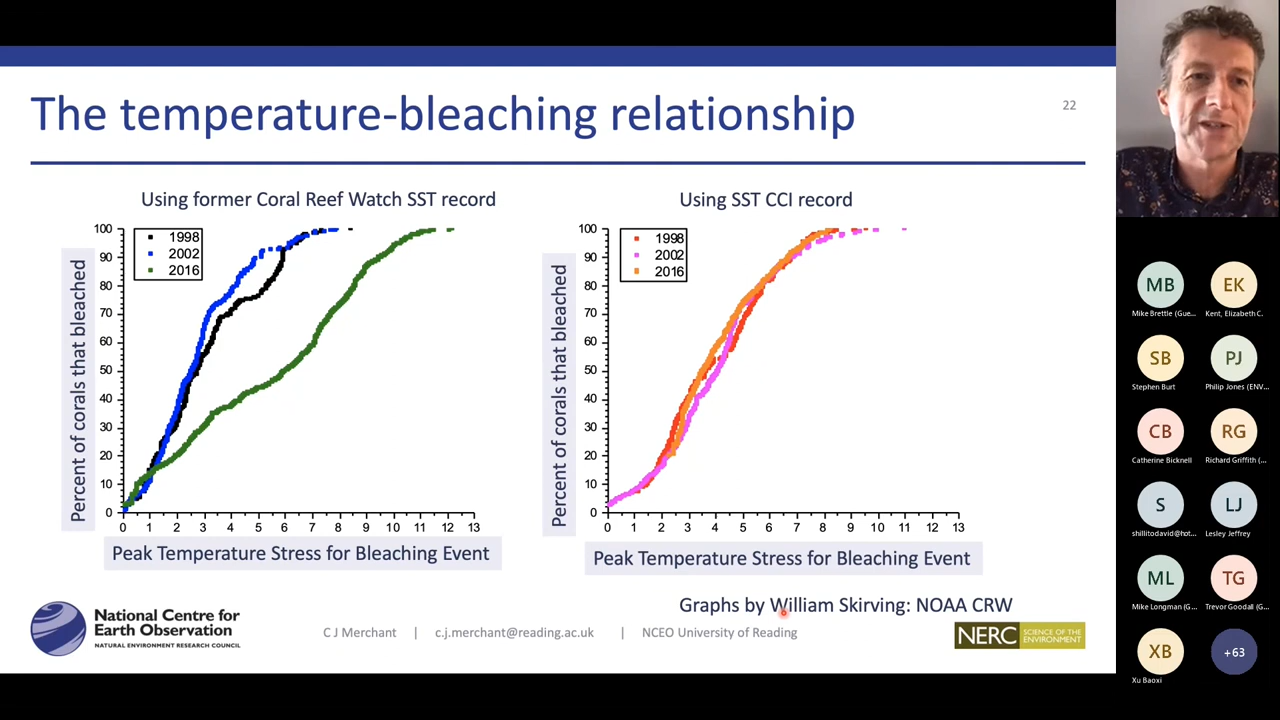 The temperature-bleaching relationship
22
Using former Coral Reef Watch SST record
Percent of corals that bleached
100
90
80
70
60
50
40
30
20
10
0
1998
2002
2016
0 1 2 3 4 5 6 7 8 9 10 11 12 13
Peak Temperature Stress for Bleaching Event
Using SST CCI record
Percent of corals that bleached
100
90
80
70
60
50
40
30
20
10
0
1998
2002
2016
0 1 2 3 4 5 6 7 8 9 10 11 12 13
Peak Temperature Stress for Bleaching Event
Graphs by William Skirving: NOAA CRW
National Centre for
Earth Observation
NATURAL ENVIRONMENT RESEARCH COUNCIL
C J Merchant | c.j.merchant@reading.ac.uk | NCEO University of Reading
NERC SCIENCE OF THE
ENVIRONMENT
MB EK
Mike Brettle (Gue... Kent, Elizabeth C.
SB PJ
Stephen Burt Philip Jones (ENV...
CB RG
Catherine Bicknell Richard Griffith (...
S LJ
shillitodavid@hot... Lesley Jeffrey
ML TG
Mike Longman (G... Trevor Goodall (G...
XB +63
Xu Baoxi